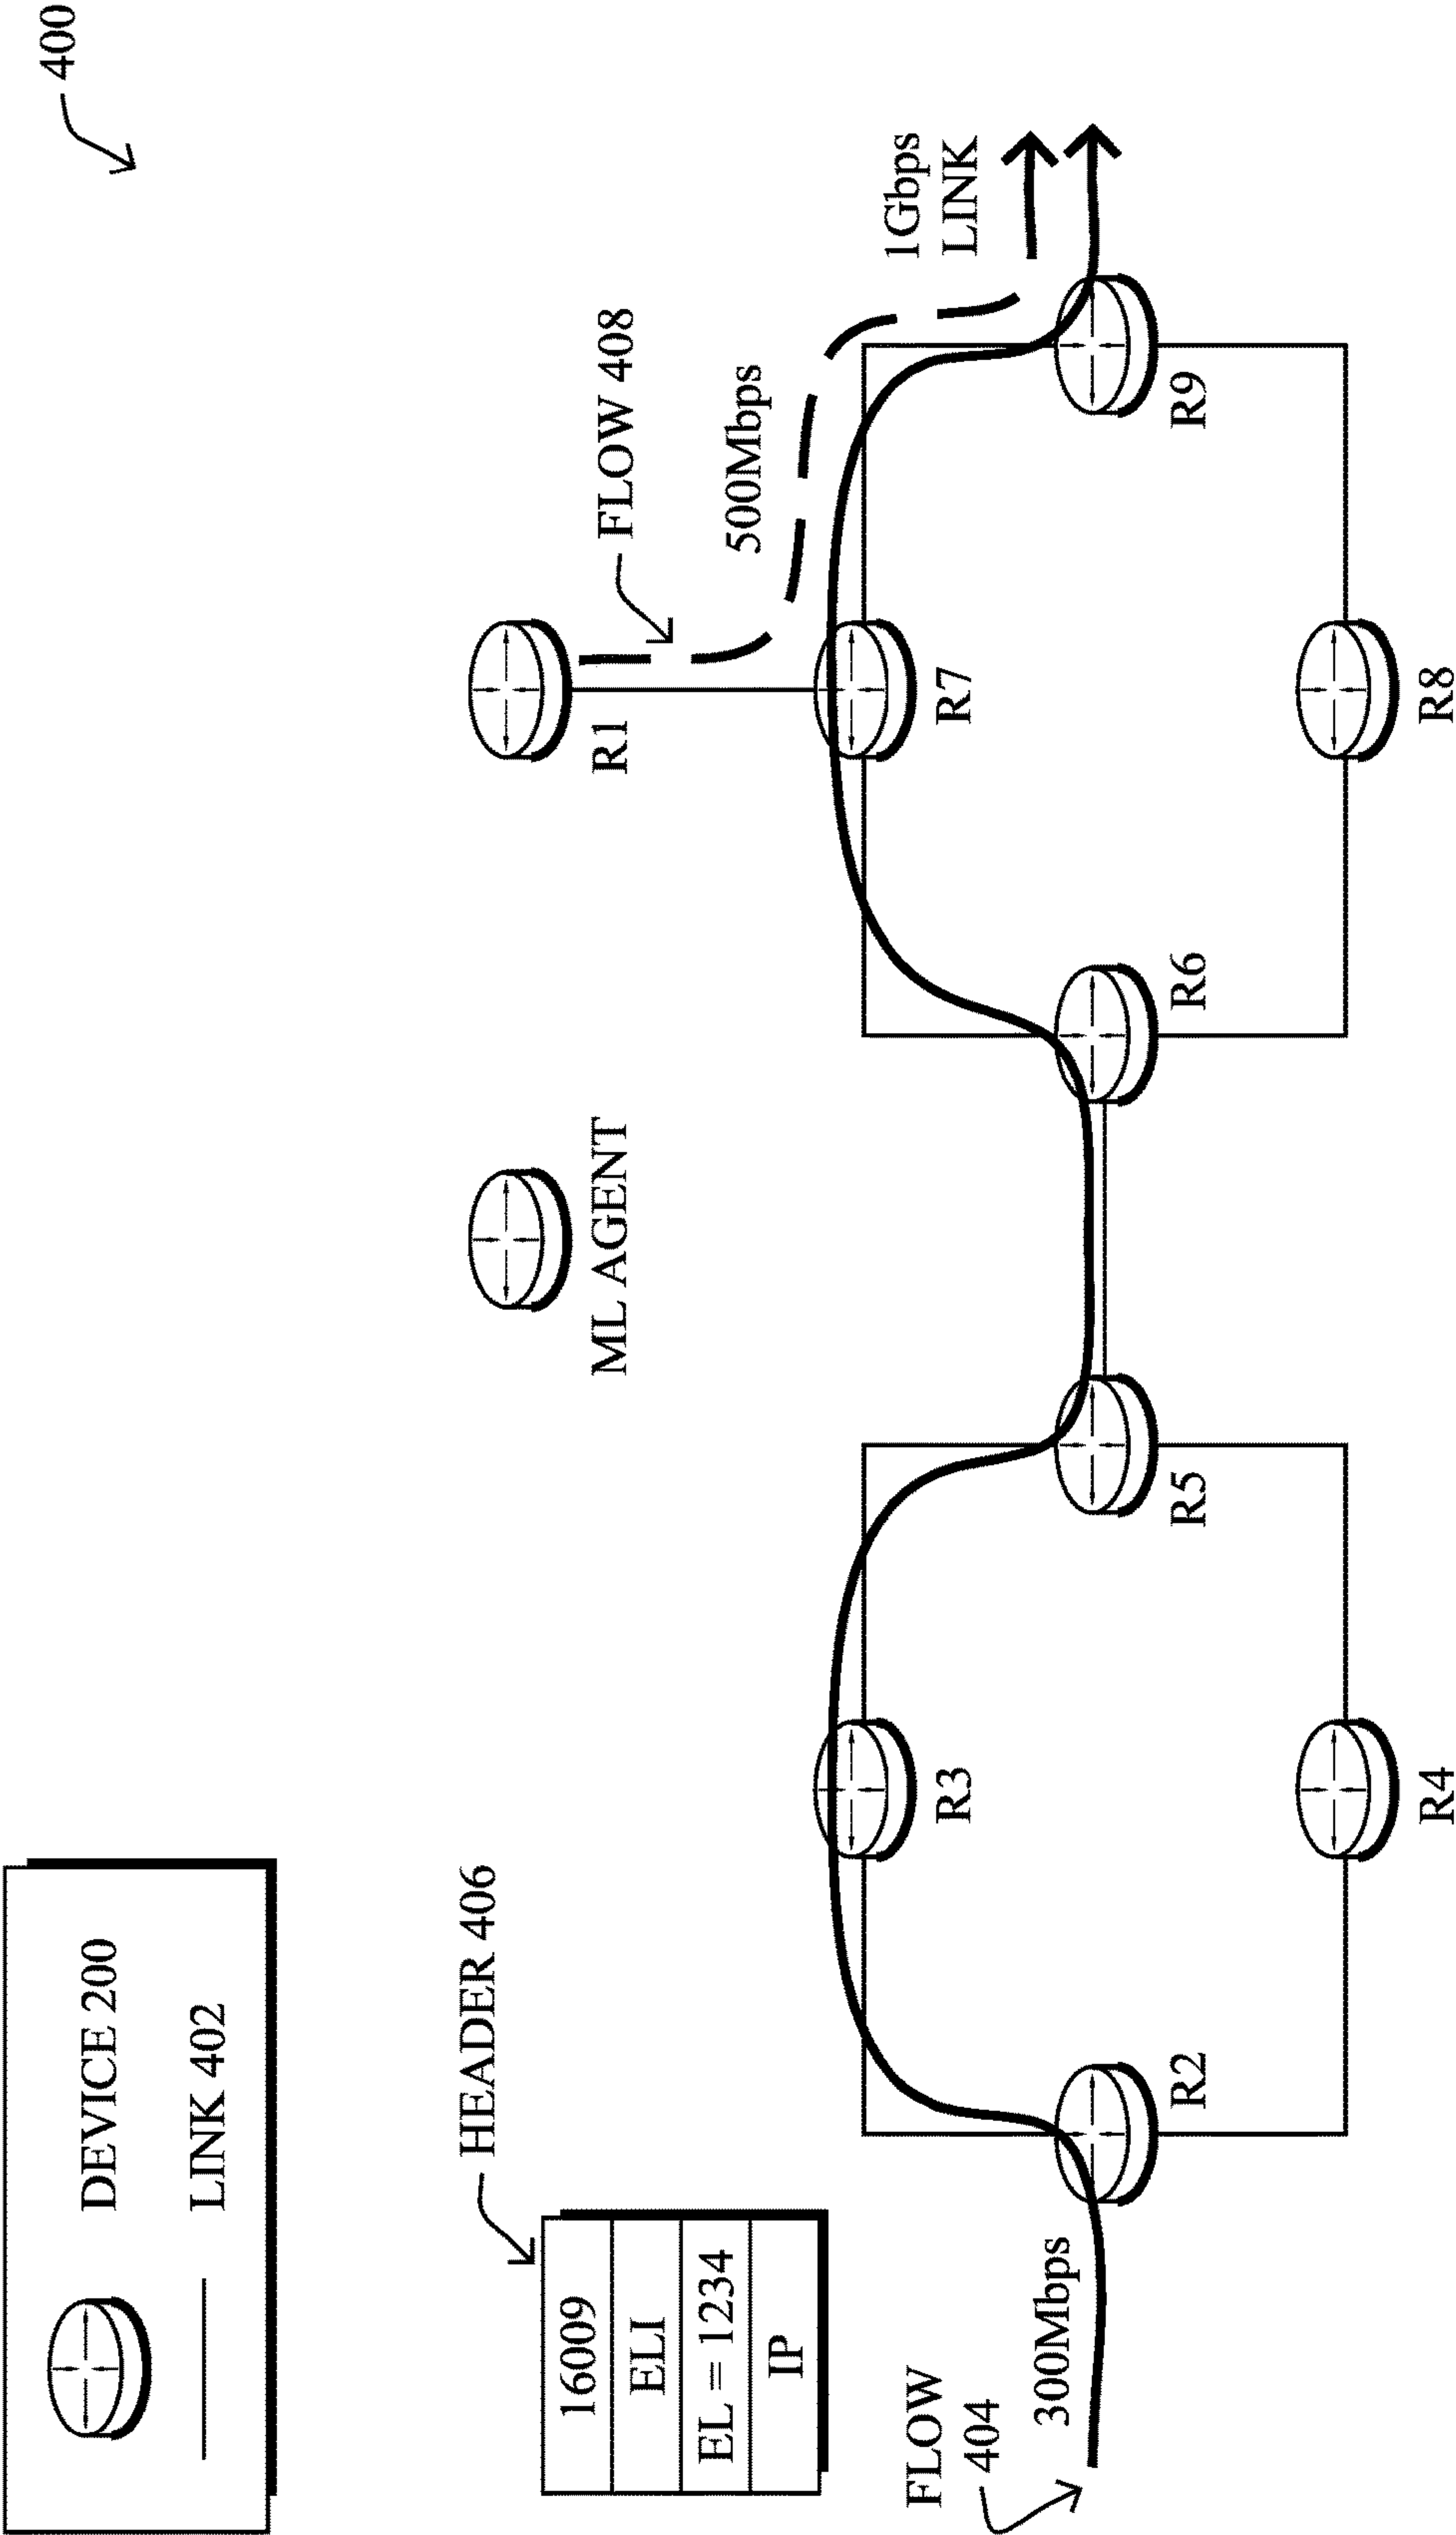 400
DEVICE 200
LINK 402
HEADER 406
16009
ELI
EL = 1234
IP
ML AGENT
R1
FLOW 408
500Mbps
1Gbps
LINK
FLOW
404
300Mbps
R2
R3
R4
R5
R6
R7
R8
R9